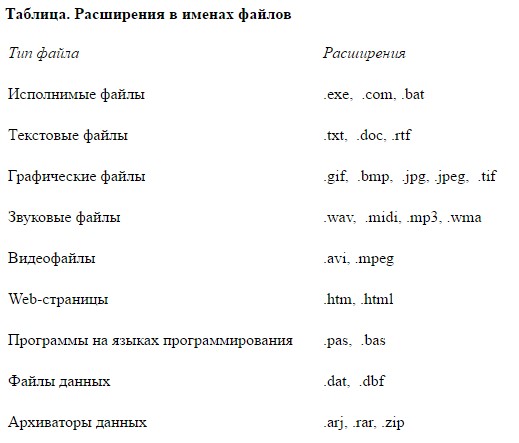 Таблица. Расширения в именах файлов
Тип файла Расширения
Исполнимые файлы .exe, .com, .bat
Текстовые файлы .txt, .doc, .rtf
Графические файлы .gif, .bmp, .jpg, .jpeg, .tif
Звуковые файлы .wav, .midi, .mp3, .wma
Видеофайлы .avi, .mpeg
Web-страницы .htm, .html
Программы на языках программирования .pas, .bas
Файлы данных .dat, .dbf
Архиваторы данных .arj, .rar, .zip